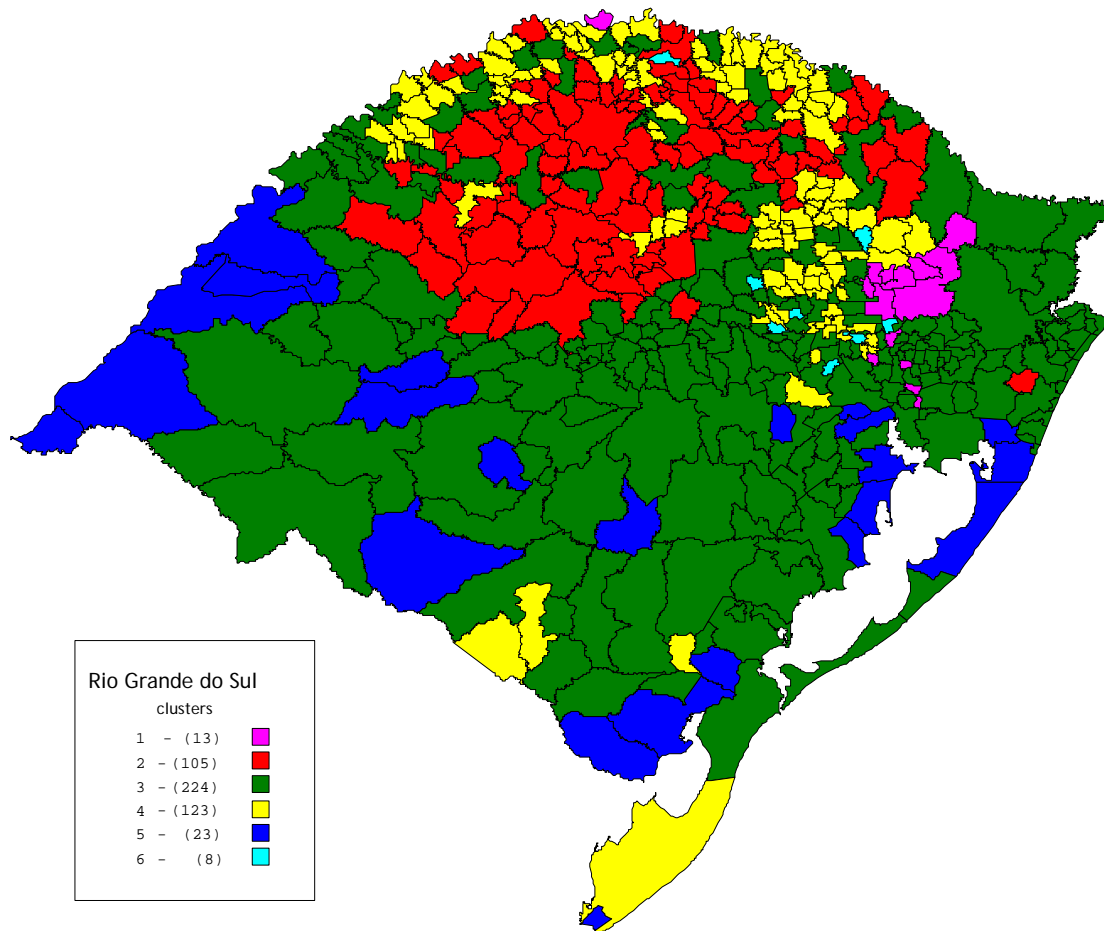 Rio Grande do Sul
clusters
1 - (13)
2 - (105)
3 - (224)
4 - (123)
5 - (23)
6 - (8)